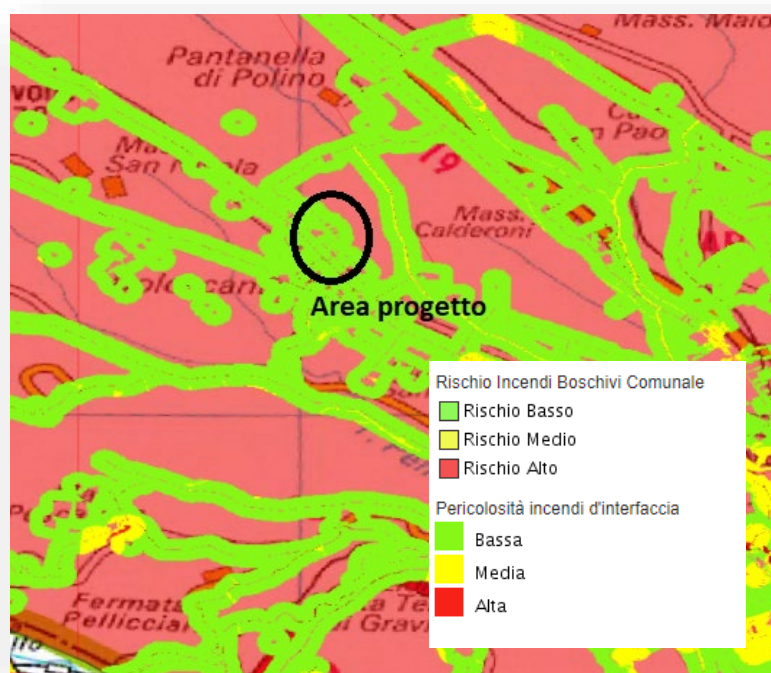 Mass. Maio
Pantanella
di Polino
San
19
Mass.
Calderoni
Area progetto
Rischio Incendi Boschivi Comunale
Rischio Basso
Rischio Medio
Rischio Alto
Pericolosità incendi d'interfaccia
Bassa
Media
Alta
Fermata
Pelliccia